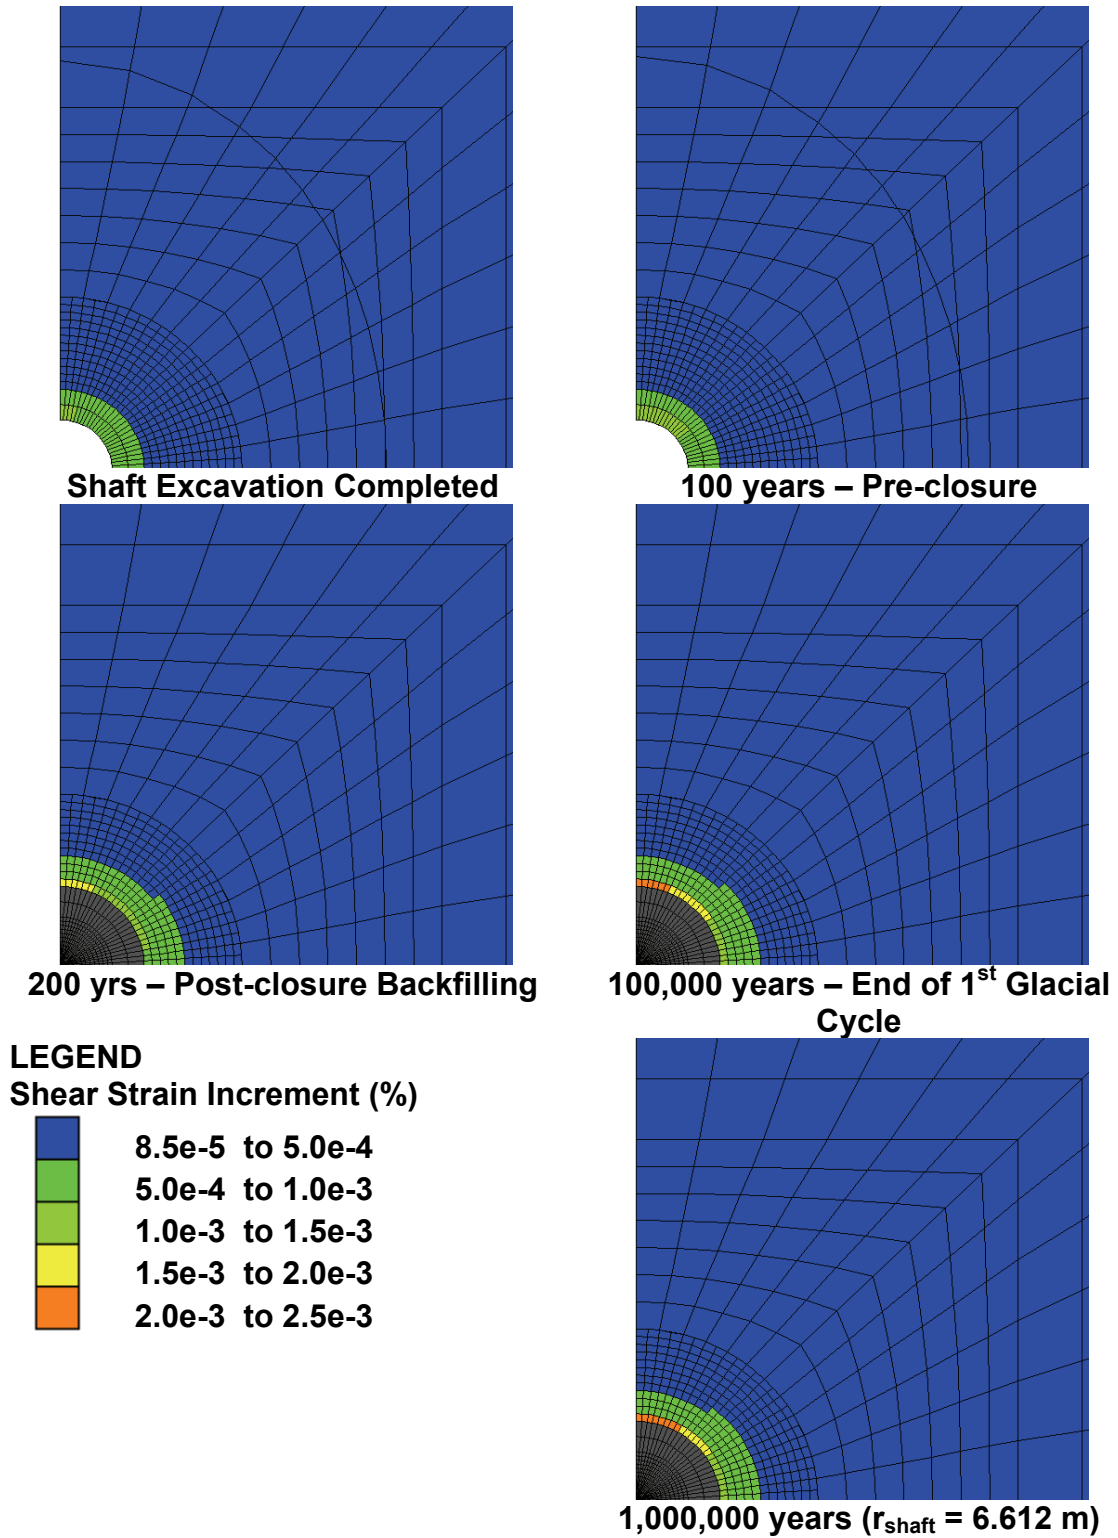 Shaft Excavation Completed
100 years – Pre-closure
200 yrs – Post-closure Backfilling
100,000 years – End of 1st Glacial
Cycle
LEGEND
Shear Strain Increment (%)
8.5e-5 to 5.0e-4
5.0e-4 to 1.0e-3
1.0e-3 to 1.5e-3
1.5e-3 to 2.0e-3
2.0e-3 to 2.5e-3
1,000,000 years (rshaft = 6.612 m)